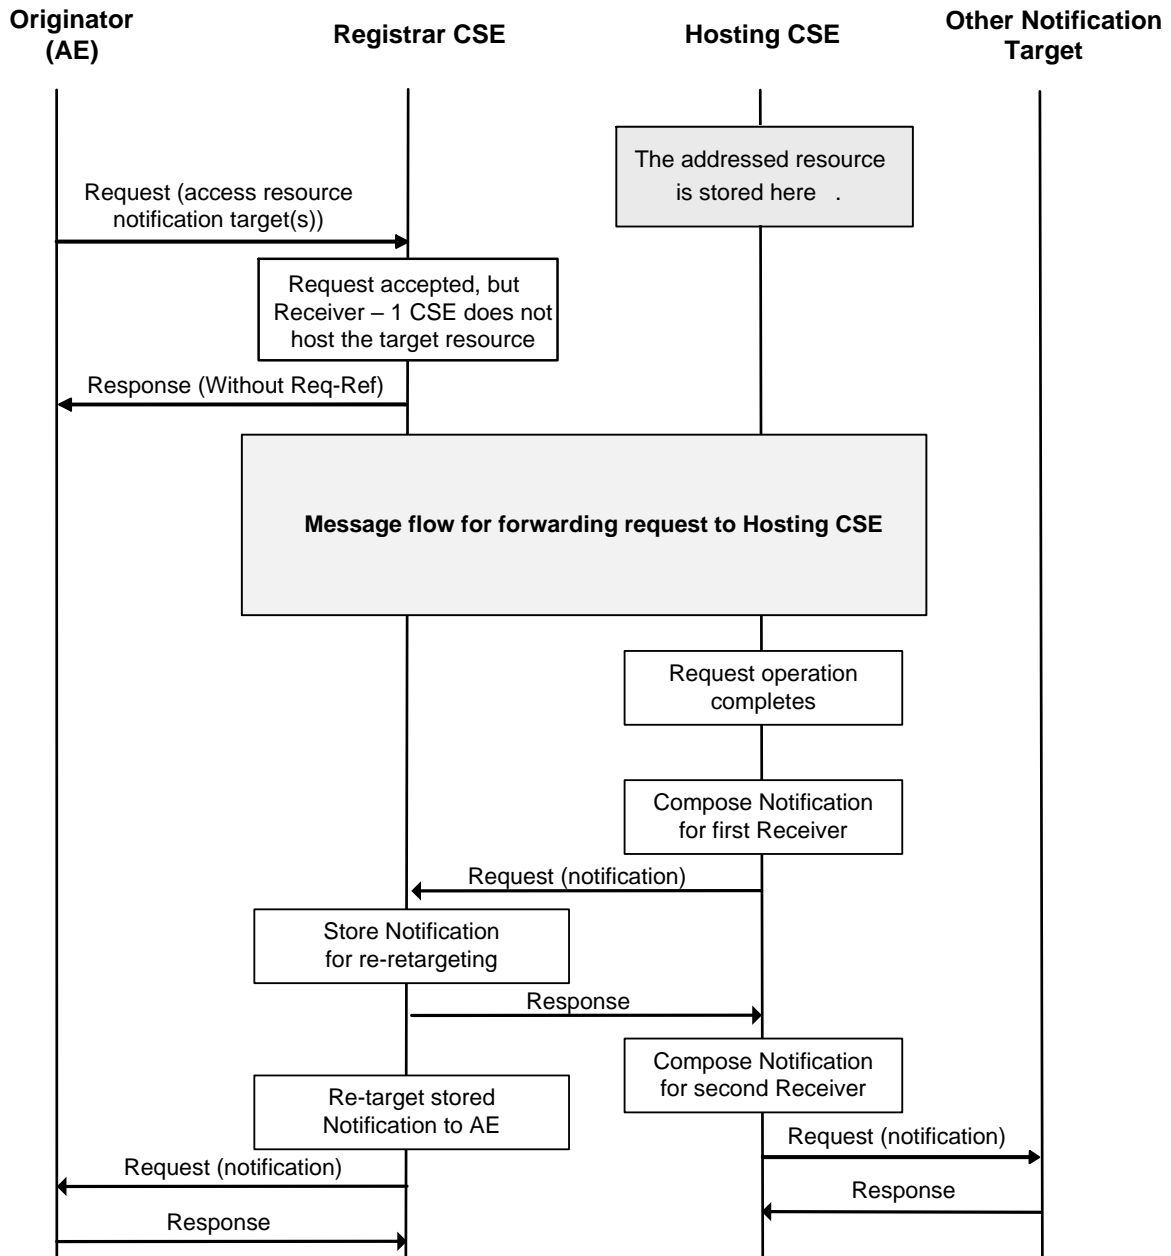 Originator
(AE)
Registrar CSE
Hosting CSE
Other Notification
Target
The addressed resource
is stored here .
Request (access resource
notification target(s))
Request accepted, but
Receiver – 1 CSE does not
host the target resource
Response (Without Req-Ref)
Message flow for forwarding request to Hosting CSE
Request operation
completes
Compose Notification
for first Receiver
Request (notification)
Store Notification
for re-retargeting
Response
Compose Notification
for second Receiver
Re-target stored
Notification to AE
Request (notification)
Request (notification)
Response
Response